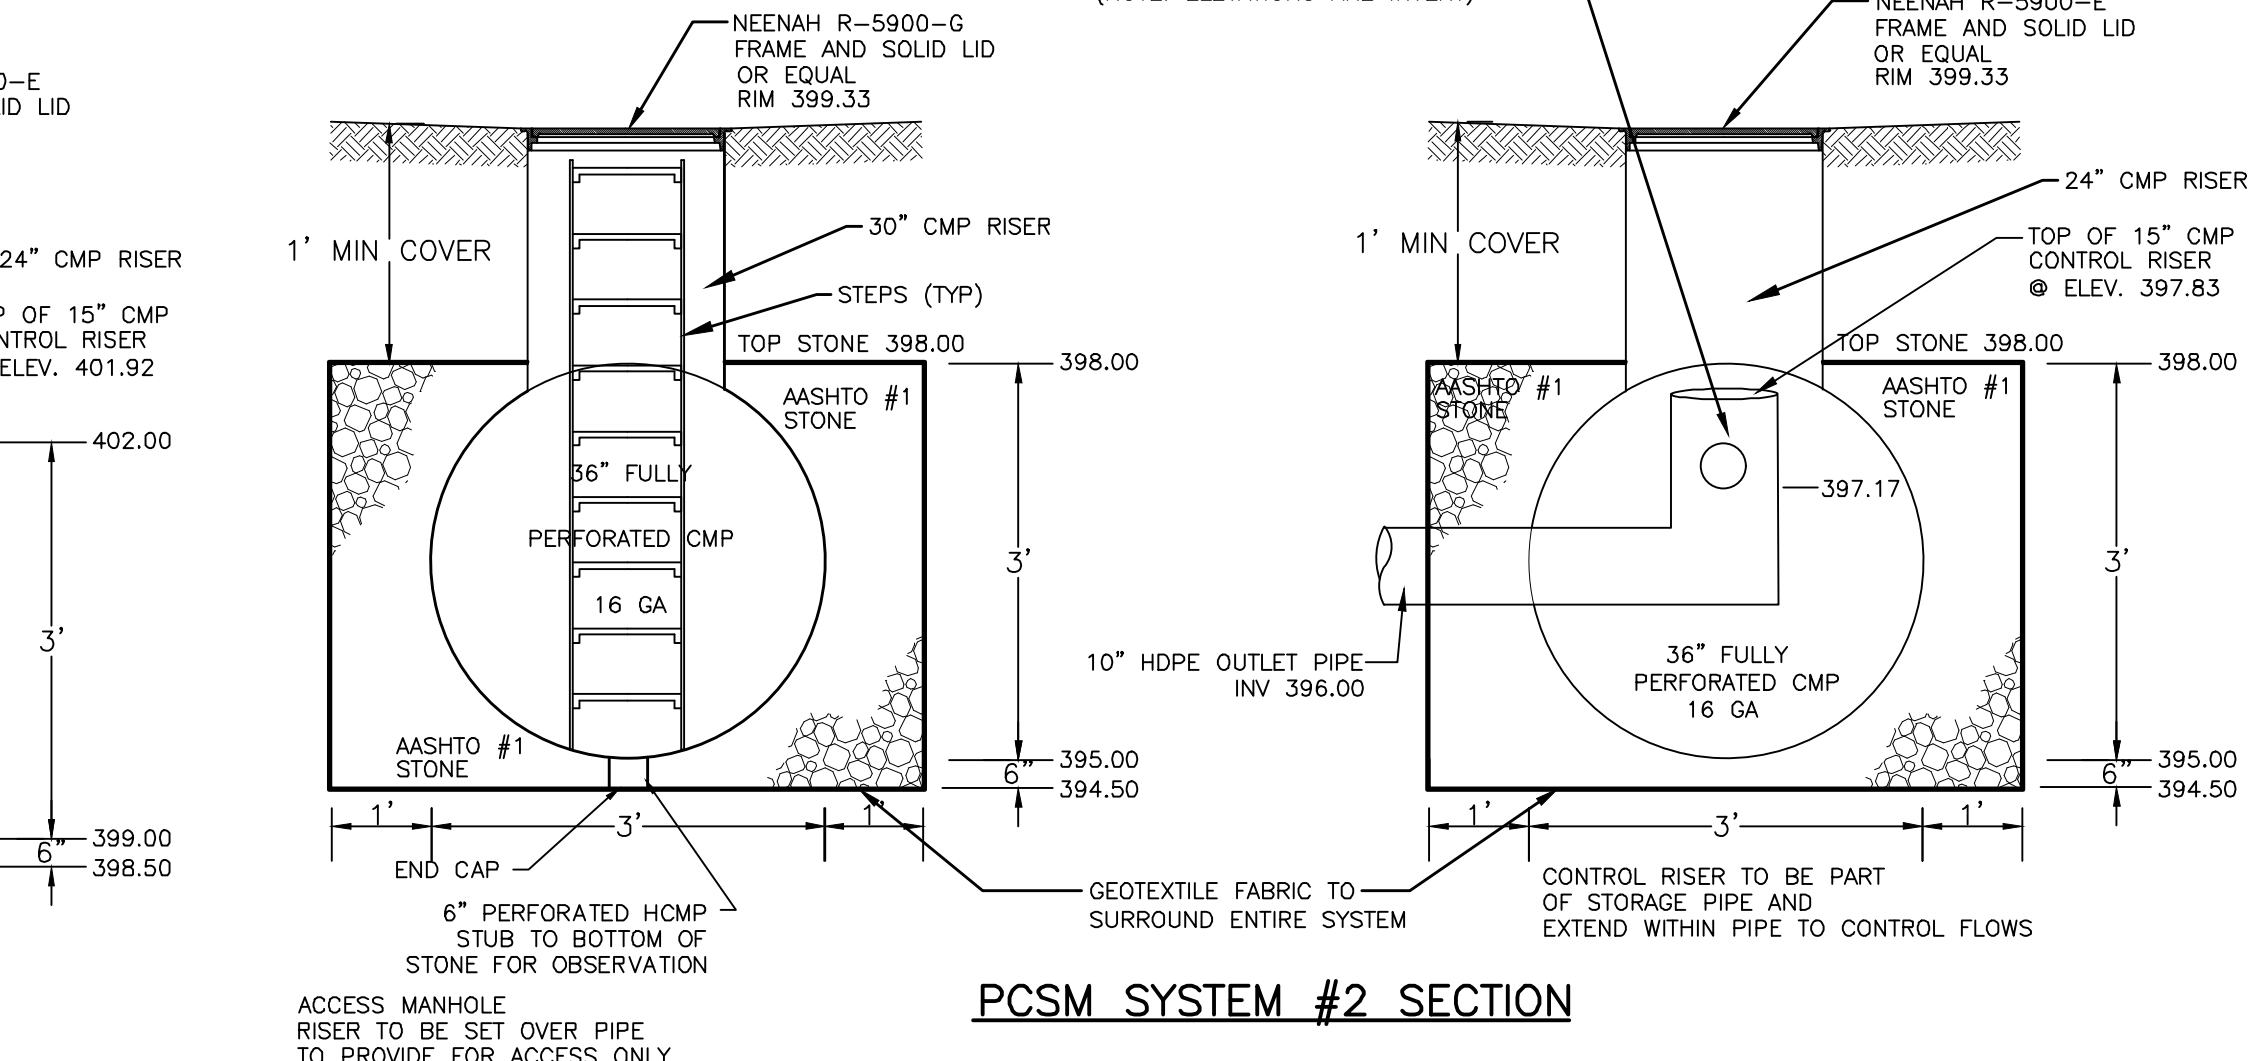 NEENAH R-5900-G
FRAME AND SOLID LID
OR EQUAL
RIM 399.33
NEENAH R-5900-E
FRAME AND SOLID LID
OR EQUAL
RIM 399.33
0-E
ID LID
24" CMP RISER
P OF 15" CMP
NTROL RISER
ELEV. 401.92
402.00
3'
399.00
6"
398.50
1' MIN COVER
30" CMP RISER
STEPS (TYP)
TOP STONE 398.00
398.00
AASHTO #1
STONE
36" FULLY
PERFORATED CMP
16 GA
3'
AASHTO #1
STONE
395.00
6"
394.50
1'
3'
1'
END CAP
6" PERFORATED HCMP
STUB TO BOTTOM OF
STONE FOR OBSERVATION
ACCESS MANHOLE
RISER TO BE SET OVER PIPE
TO PROVIDE FOR ACCESS ONLY
1' MIN COVER
24" CMP RISER
TOP OF 15" CMP
CONTROL RISER
@ ELEV. 397.83
TOP STONE 398.00
398.00
AASHTO #1
STONE
AASHTO #1
STONE
397.17
3'
10" HDPE OUTLET PIPE
INV 396.00
36" FULLY
PERFORATED CMP
16 GA
395.00
6"
394.50
1'
3'
1'
GEOTEXTILE FABRIC TO
SURROUND ENTIRE SYSTEM
CONTROL RISER TO BE PART
OF STORAGE PIPE AND
EXTEND WITHIN PIPE TO CONTROL FLOWS
PCSM SYSTEM #2 SECTION